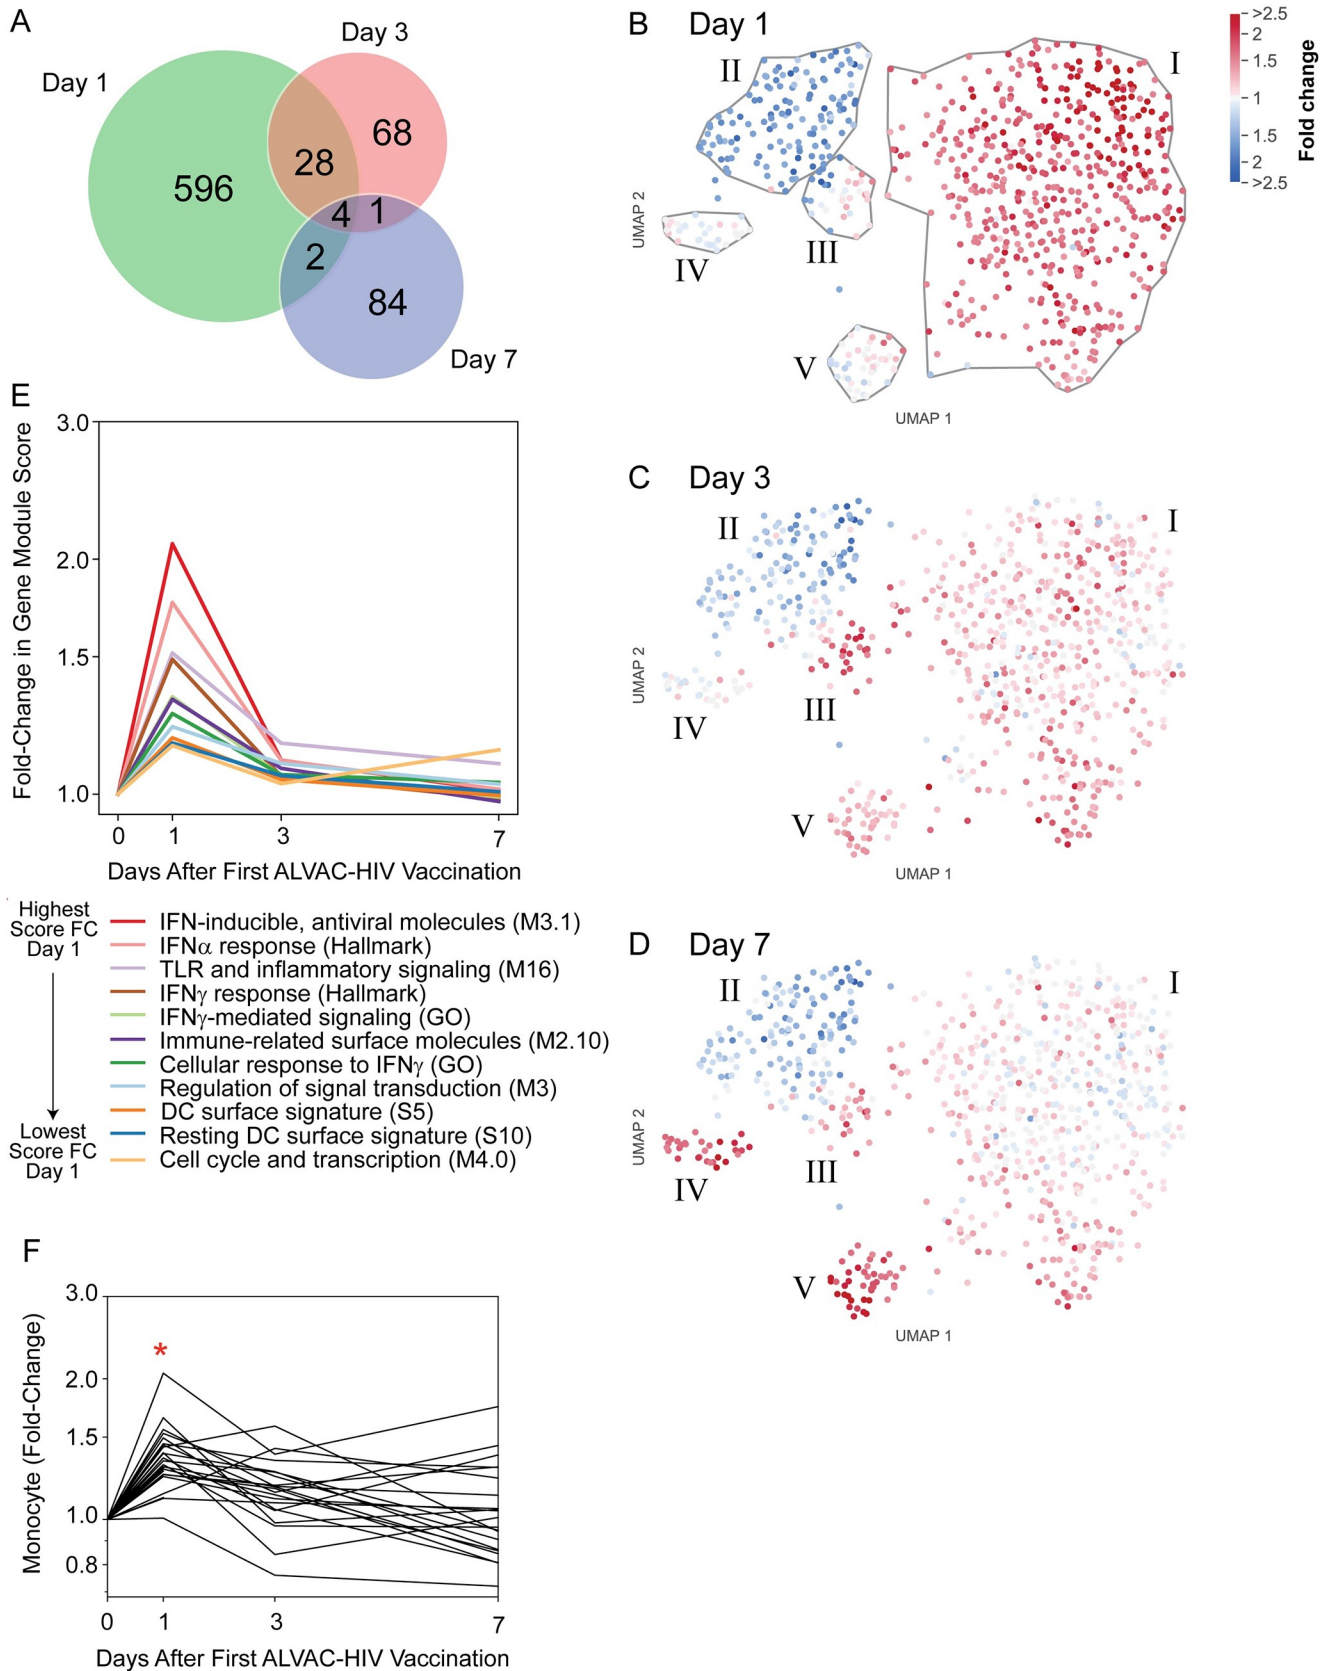 A
Day 1
Day 3
596
28
68
4
1
2
84
Day 7
B
Day 1
II
I
III
IV
V
UMAP 2
UMAP 1
>2.5
2
1.5
1
1.5
2
>2.5
Fold change
C
Day 3
II
I
III
IV
V
UMAP 2
UMAP 1
D
Day 7
II
I
III
IV
V
UMAP 2
UMAP 1
E
Fold-Change in Gene Module Score
3.0
2.0
1.5
1.0
0
1
3
7
Days After First ALVAC-HIV Vaccination
Highest
Score FC
Day 1
Lowest
Score FC
Day 1
IFN-inducible, antiviral molecules (M3.1)
IFNα response (Hallmark)
TLR and inflammatory signaling (M16)
IFNγ response (Hallmark)
IFNγ-mediated signaling (GO)
Immune-related surface molecules (M2.10)
Cellular response to IFNγ (GO)
Regulation of signal transduction (M3)
DC surface signature (S5)
Resting DC surface signature (S10)
Cell cycle and transcription (M4.0)
F
Monocyte (Fold-Change)
3.0
2.0
1.5
1.0
0.8
*
0
1
3
7
Days After First ALVAC-HIV Vaccination